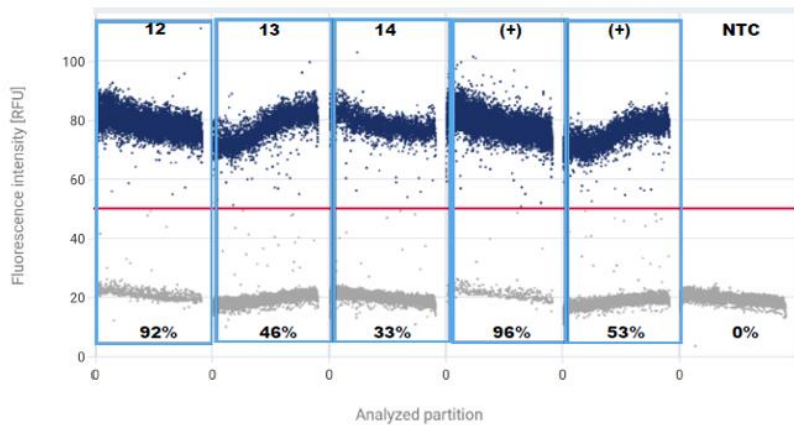 12 13 14 (+) (+) NTC
Fluorescence intensity [RFU]
100
80
60
40
20
0
92% 46% 33% 96% 53% 0%
0 0 0 0 0 0
Analyzed partition